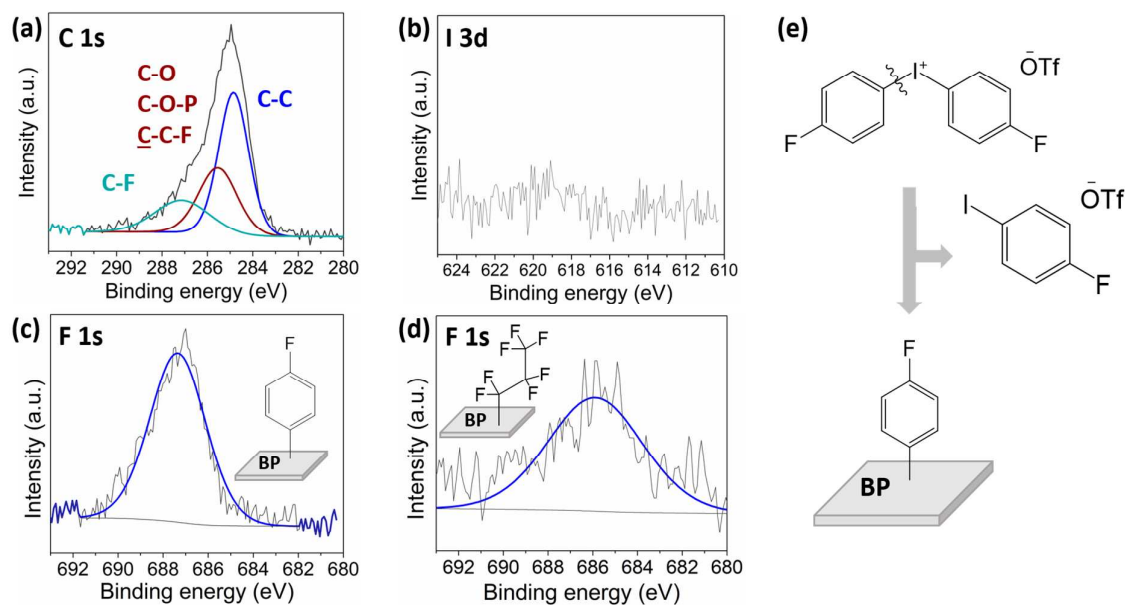 (a) C 1s
C-O
C-O-P
C-C-F
C-C
C-F
Intensity (a.u.)
292 290 288 286 284 282 280
Binding energy (eV)
(b) I 3d
Intensity (a.u.)
624 622 620 618 616 614 612 610
Binding energy (eV)
(c) F 1s
F
BP
Intensity (a.u.)
692 690 688 686 684 682 680
Binding energy (eV)
(d) F 1s
F
F F
F
F F
F
BP
Intensity (a.u.)
692 690 688 686 684 682 680
Binding energy (eV)
(e)
I+
-OTf
F
F
I
-OTf
F
F
BP